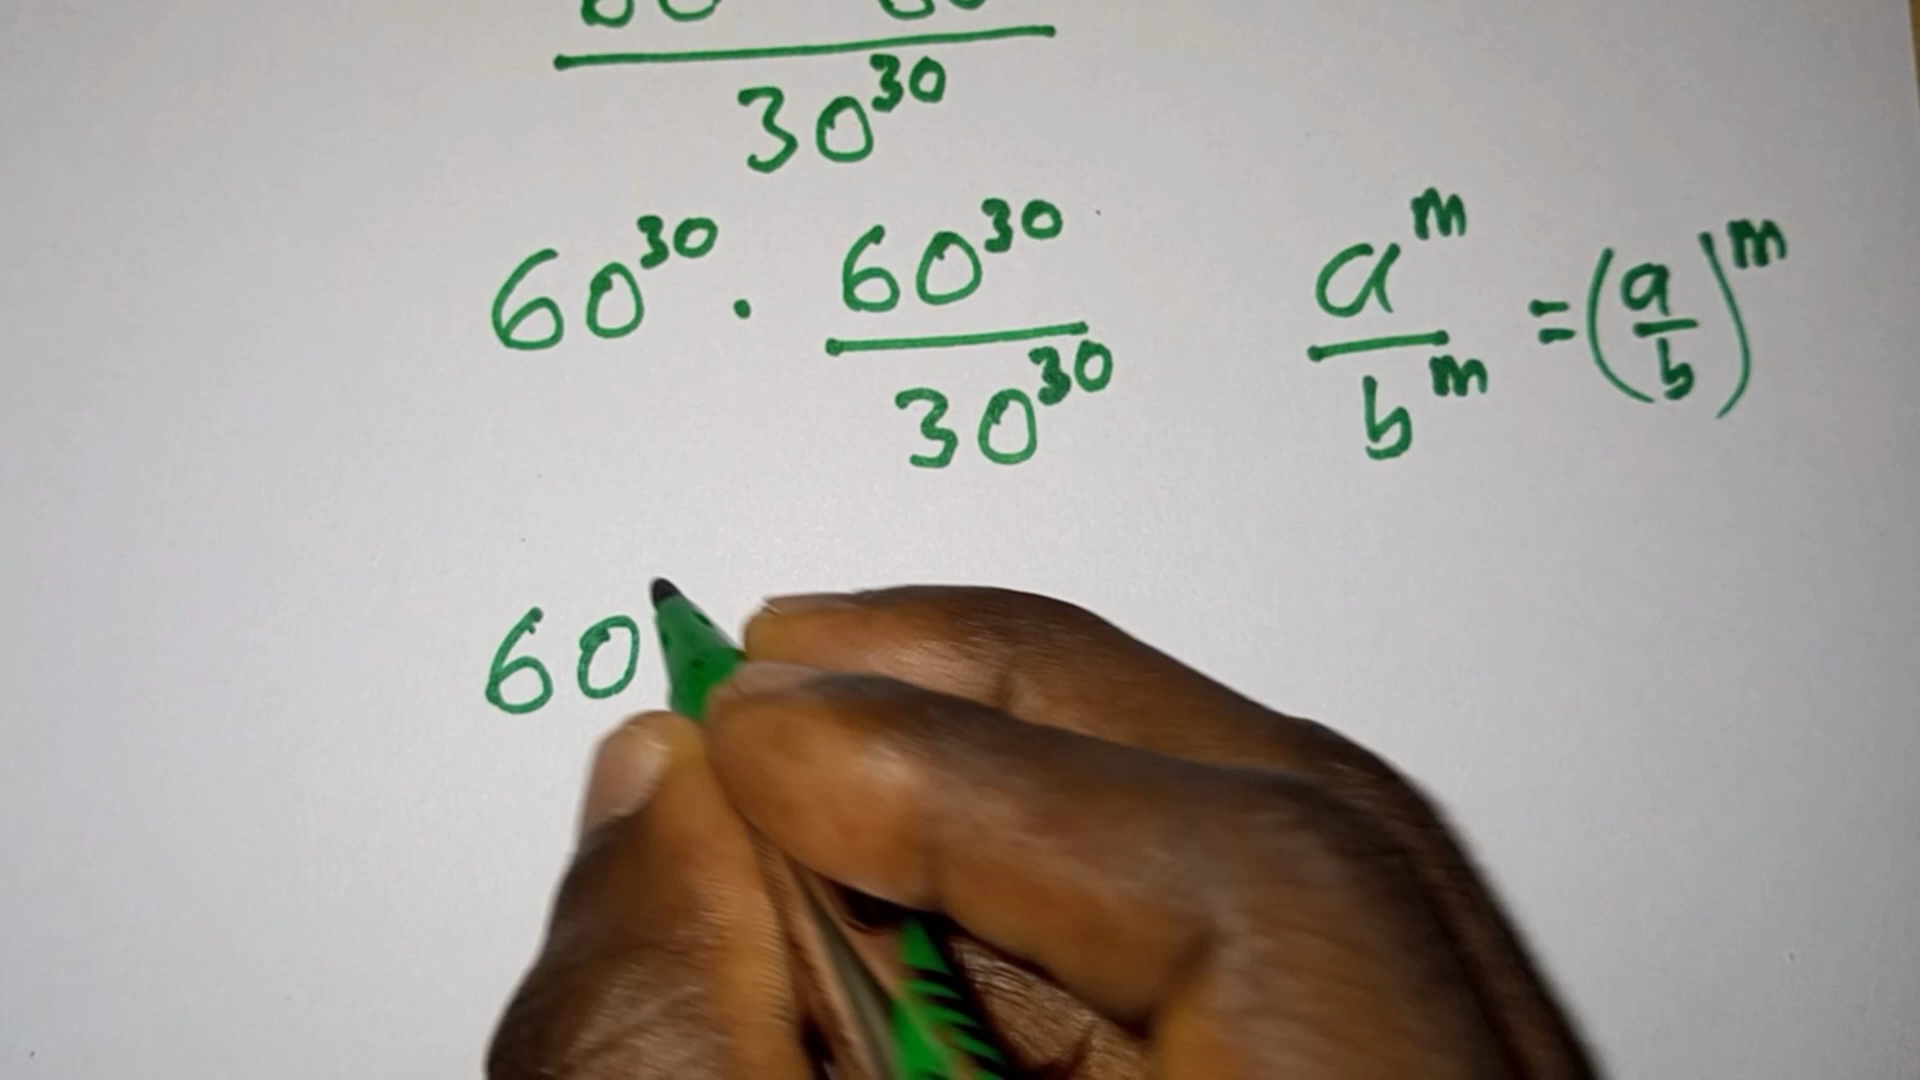 30^30
60^30 · 60^30 / 30^30
a^m / b^m = (a/b)^m
60